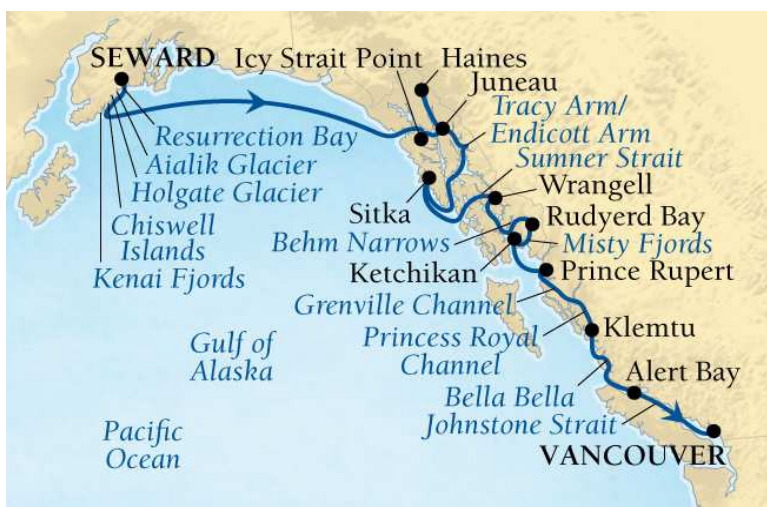 SEWARD
Icy Strait Point
Haines
Juneau
Tracy Arm/
Endicott Arm
Sumner Strait
Resurrection Bay
Aialik Glacier
Holgate Glacier
Chiswell
Islands
Kenai Fjords
Wrangell
Sitka
Rudyerd Bay
Behm Narrows
Misty Fjords
Ketchikan
Prince Rupert
Grenville Channel
Princess Royal
Channel
Klemtu
Gulf of
Alaska
Alert Bay
Bella Bella
Johnstone Strait
Pacific
Ocean
VANCOUVER